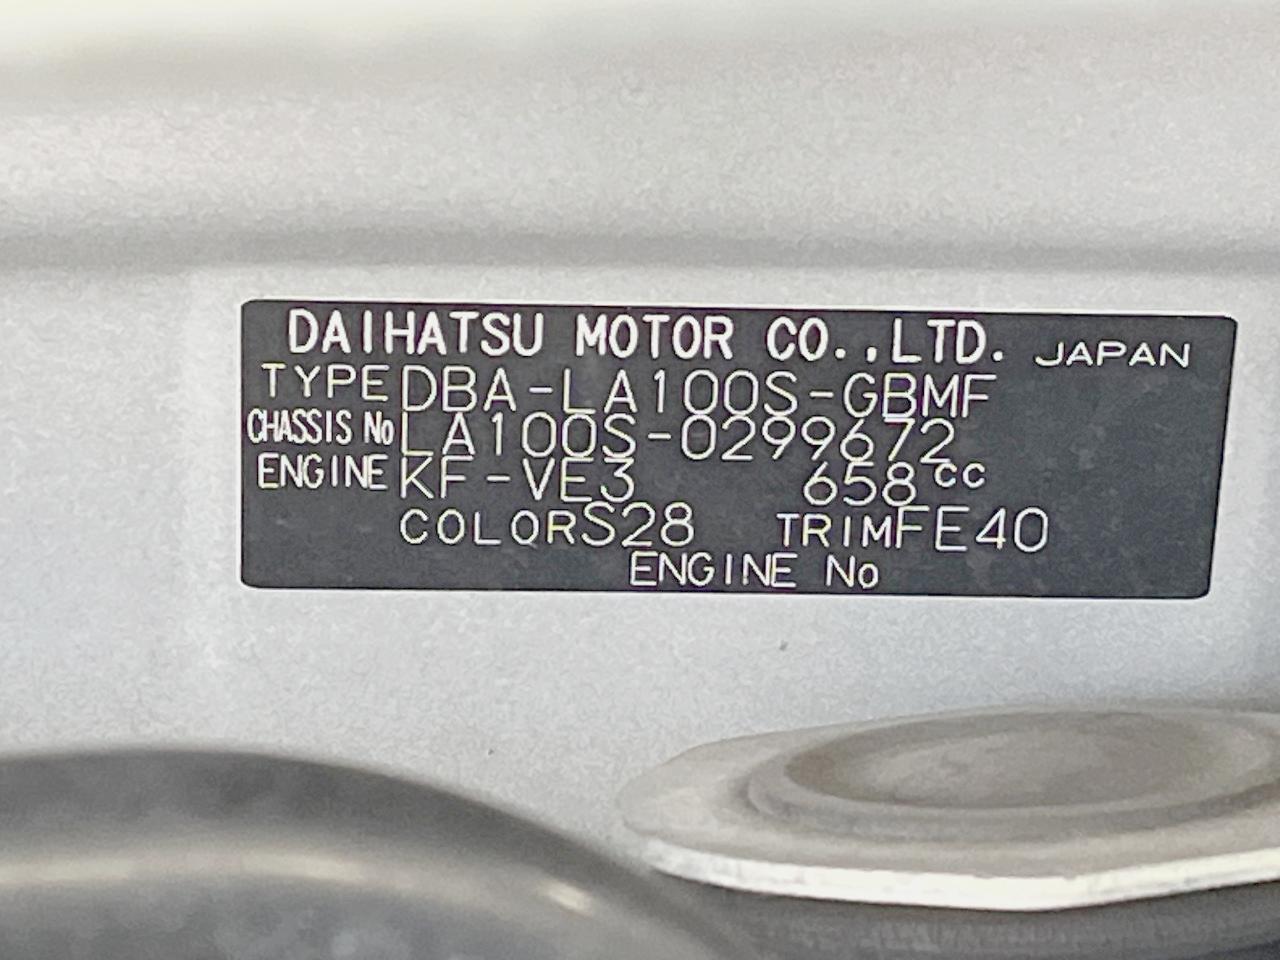 DAIHATSU MOTOR CO.,LTD. JAPAN
TYPE DBA-LA100S-GBMF
CHASSIS No LA100S-0299672
ENGINE KF-VE3 658cc
COLOR S28 TRIM FE40
ENGINE No